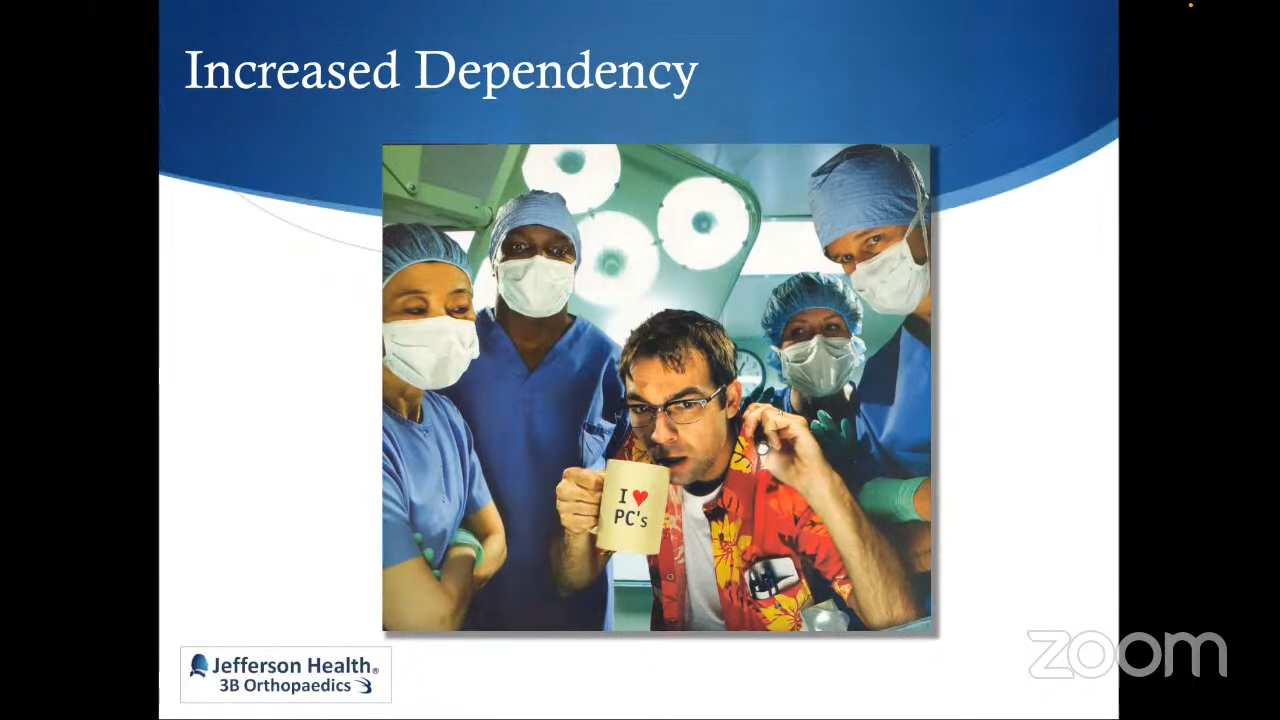 Increased Dependency
I ♥
PC's
Jefferson Health®
3B Orthopaedics
zoom